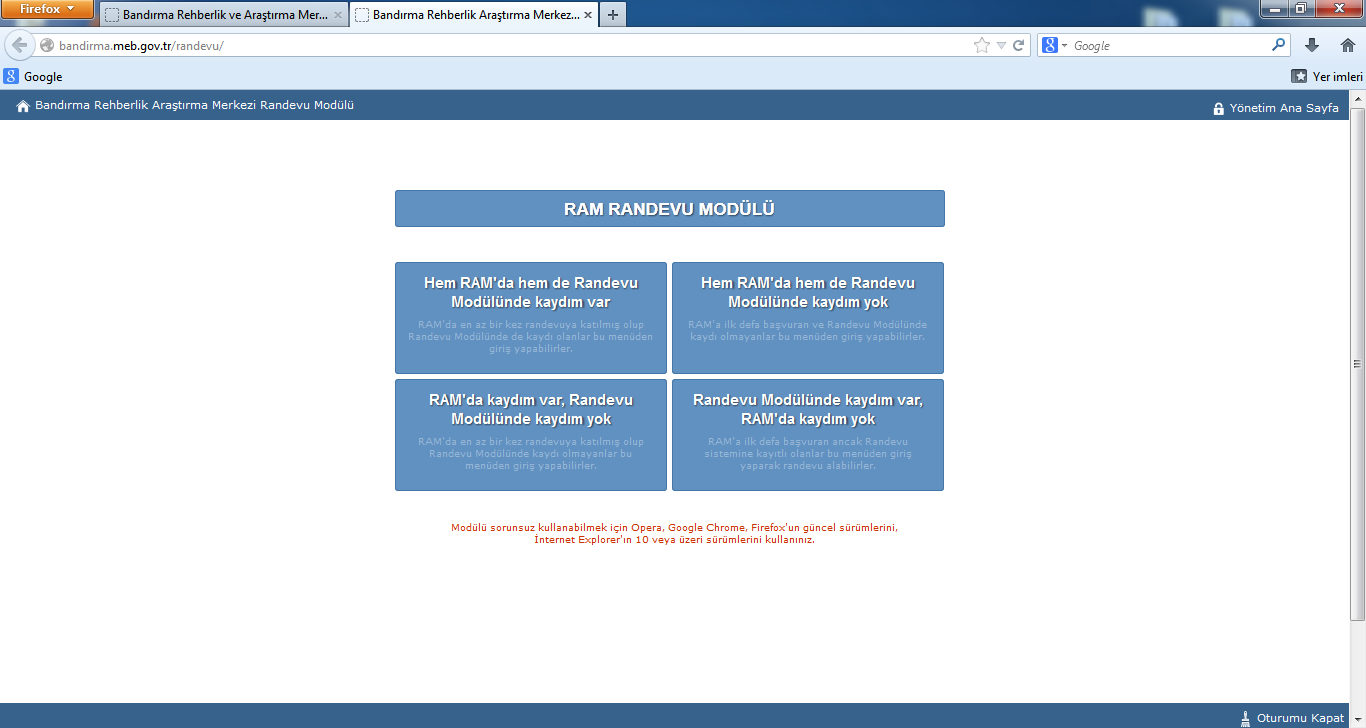 Firefox
Bandırma Rehberlik ve Araştırma Mer...
Bandırma Rehberlik Araştırma Merkez...
bandirma.meb.gov.tr/randevu/
Google
Google
Yer imleri
Bandırma Rehberlik Araştırma Merkezi Randevu Modülü
Yönetim Ana Sayfa
RAM RANDEVU MODÜLÜ
Hem RAM'da hem de Randevu
Modülünde kaydım var
RAM'da en az bir kez randevuya katılmış olup
Randevu Modülünde de kaydı olanlar bu menüden
giriş yapabilirler.
Hem RAM'da hem de Randevu
Modülünde kaydım yok
RAM'a ilk defa başvuran ve Randevu Modülünde
kaydı olmayanlar bu menüden giriş yapabilirler.
RAM'da kaydım var, Randevu
Modülünde kaydım yok
RAM'da en az bir kez randevuya katılmış olup
Randevu Modülünde kaydı olmayanlar bu
menüden giriş yapabilirler.
Randevu Modülünde kaydım var,
RAM'da kaydım yok
RAM'a ilk defa başvuran ancak Randevu
sistemine kayıtlı olanlar bu menüden giriş
yaparak randevu alabilirler.
Modülü sorunsuz kullanabilmek için Opera, Google Chrome, Firefox'un güncel sürümlerini,
İnternet Explorer'ın 10 veya üzeri sürümlerini kullanınız.
Oturumu Kapat